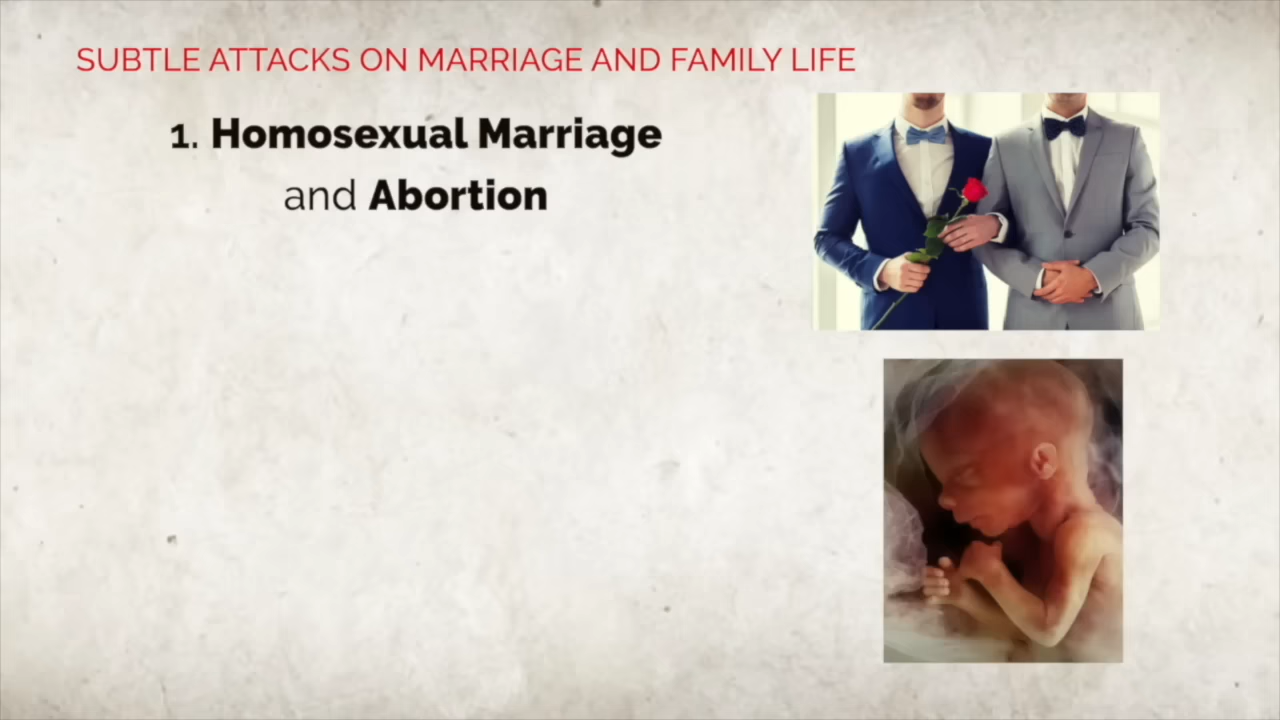 SUBTLE ATTACKS ON MARRIAGE AND FAMILY LIFE
1. Homosexual Marriage
and Abortion